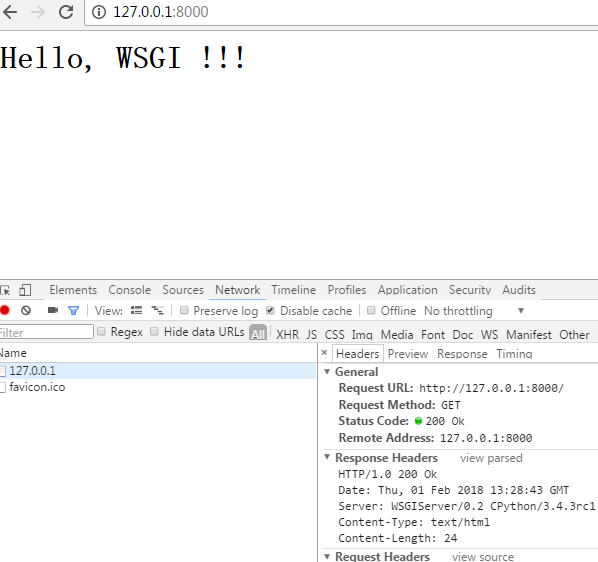 127.0.0.1:8000
Hello, WSGI !!!
Elements Console Sources Network Timeline Profiles Application Security Audits
View: Preserve log Disable cache Offline No throttling
Filter Regex Hide data URLs All XHR JS CSS Img Media Font Doc WS Manifest Other
Name × Headers Preview Response Timing
127.0.0.1
favicon.ico
General
Request URL: http://127.0.0.1:8000/
Request Method: GET
Status Code: 200 Ok
Remote Address: 127.0.0.1:8000
Response Headers view parsed
HTTP/1.0 200 Ok
Date: Thu, 01 Feb 2018 13:28:43 GMT
Server: WSGIServer/0.2 CPython/3.4.3rc1
Content-Type: text/html
Content-Length: 24
Request Headers view source